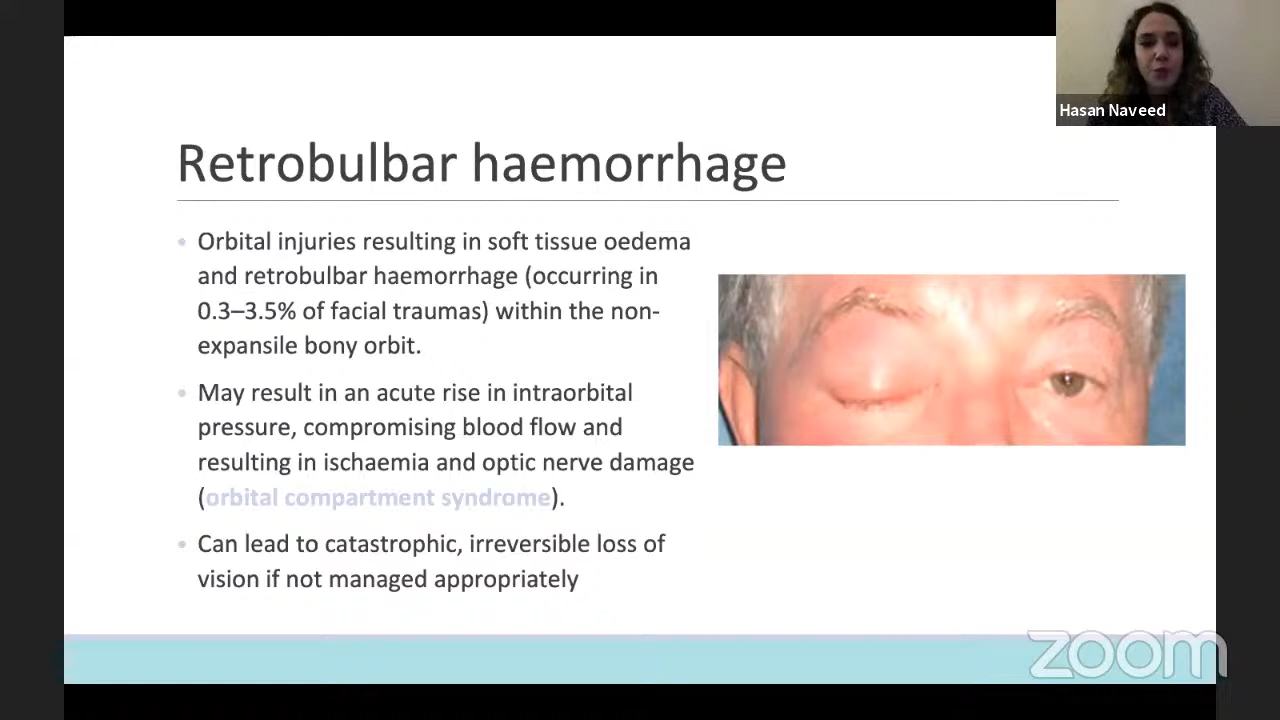 Hasan Naveed
Retrobulbar haemorrhage
• Orbital injuries resulting in soft tissue oedema
and retrobulbar haemorrhage (occurring in
0.3–3.5% of facial traumas) within the non-
expansile bony orbit.
• May result in an acute rise in intraorbital
pressure, compromising blood flow and
resulting in ischaemia and optic nerve damage
(orbital compartment syndrome).
• Can lead to catastrophic, irreversible loss of
vision if not managed appropriately
zoom